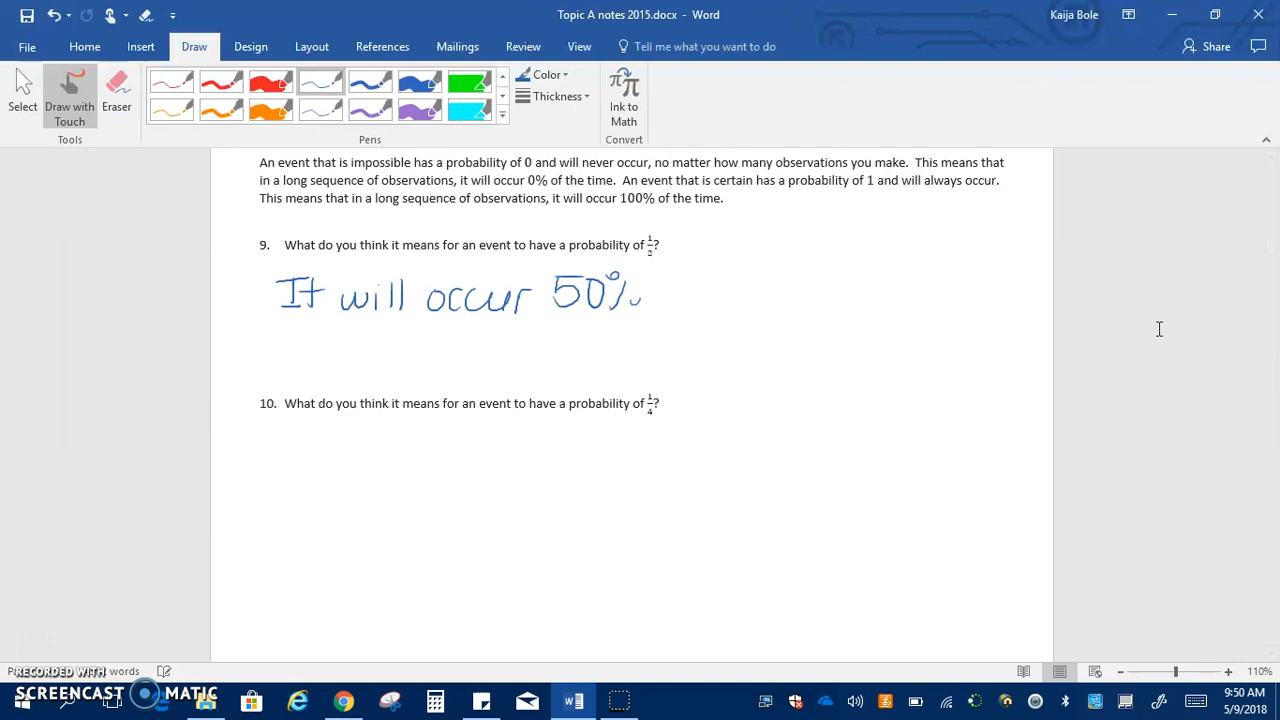 Topic A notes 2015.docx - Word
Kaija Bole
File Home Insert Draw Design Layout References Mailings Review View Tell me what you want to do Share
Select
Draw with Touch
Eraser
Color
Thickness
Ink to Math
Tools Pens Convert
An event that is impossible has a probability of 0 and will never occur, no matter how many observations you make. This means that
in a long sequence of observations, it will occur 0% of the time. An event that is certain has a probability of 1 and will always occur.
This means that in a long sequence of observations, it will occur 100% of the time.
9. What do you think it means for an event to have a probability of 1/2?
It will occur 50%
10. What do you think it means for an event to have a probability of 1/4?
words
110%
RECORDED WITH
SCREENCAST MATIC
9:50 AM
5/9/2018